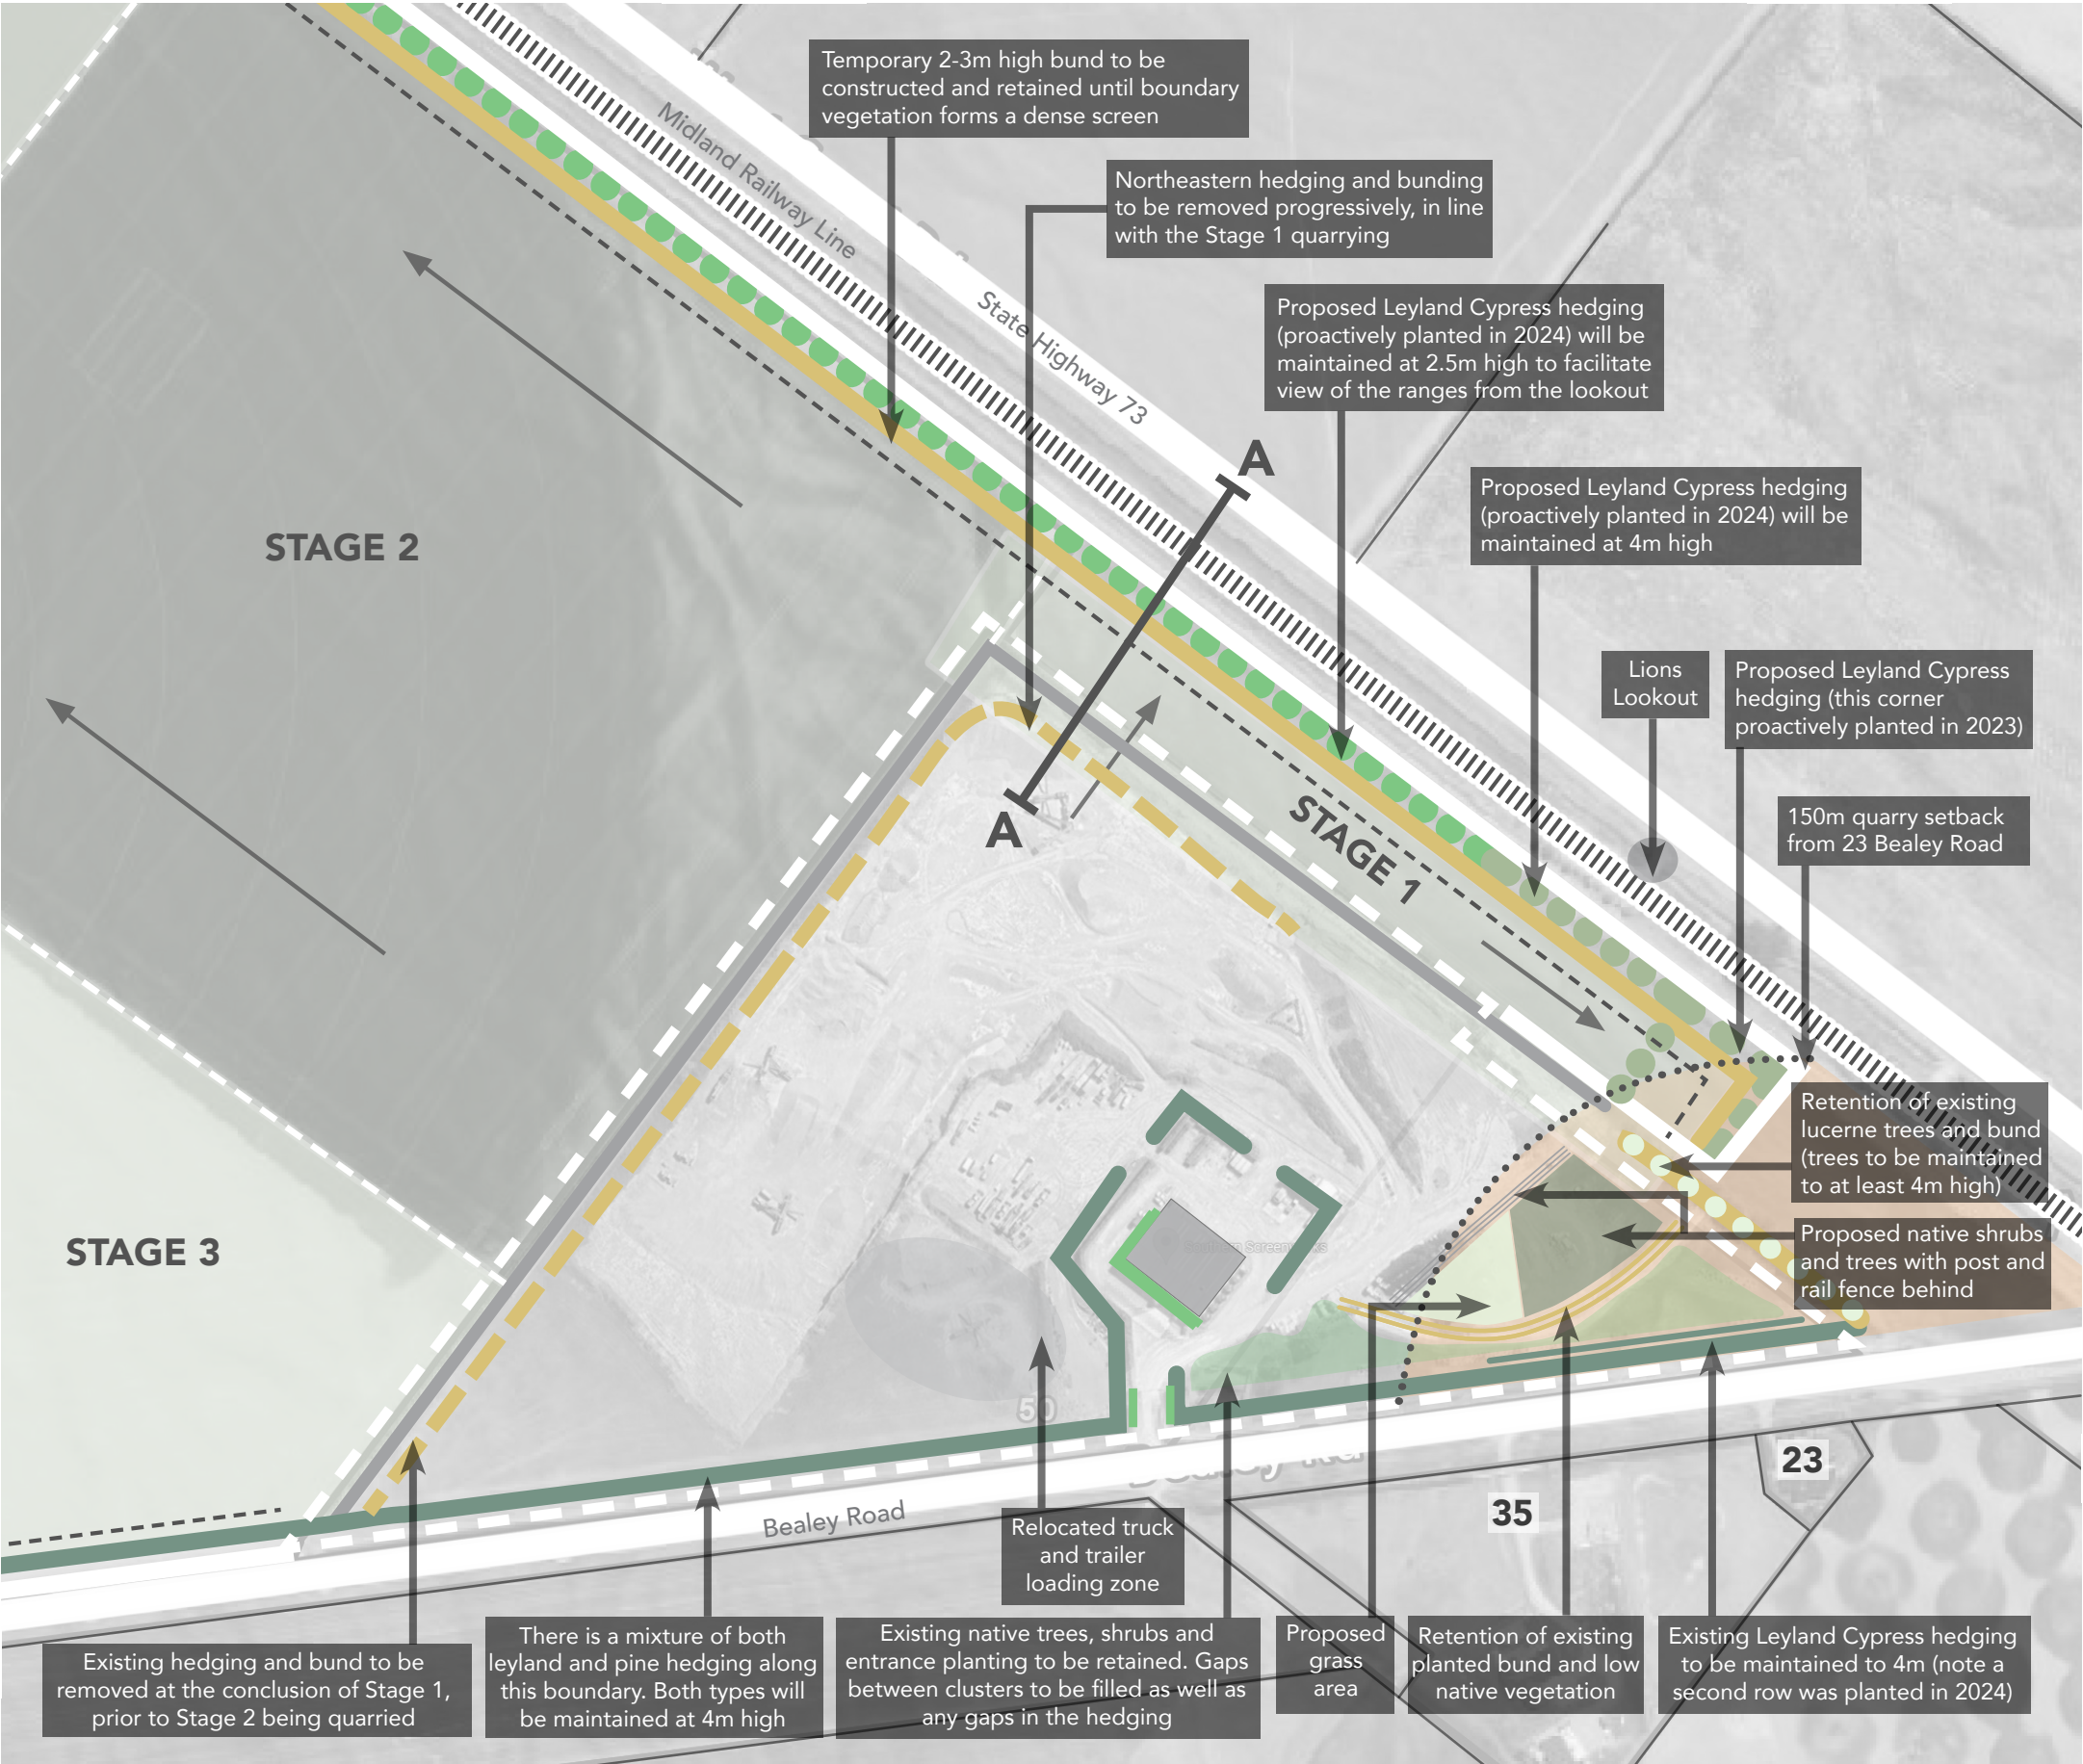 Temporary 2-3m high bund to be
constructed and retained until boundary
vegetation forms a dense screen
Midland Railway Line
Northeastern hedging and bunding
to be removed progressively, in line
with the Stage 1 quarrying
State Highway 73
Proposed Leyland Cypress hedging
(proactively planted in 2024) will be
maintained at 2.5m high to facilitate
view of the ranges from the lookout
A
Proposed Leyland Cypress hedging
(proactively planted in 2024) will be
maintained at 4m high
STAGE 2
Lions
Lookout
Proposed Leyland Cypress
hedging (this corner
proactively planted in 2023)
A
STAGE 1
150m quarry setback
from 23 Bealey Road
Retention of existing
lucerne trees and bund
(trees to be maintained
to at least 4m high)
STAGE 3
Proposed native shrubs
and trees with post and
rail fence behind
50
23
35
Bealey Road
Relocated truck
and trailer
loading zone
Existing hedging and bund to be
removed at the conclusion of Stage 1,
prior to Stage 2 being quarried
There is a mixture of both
leyland and pine hedging along
this boundary. Both types will
be maintained at 4m high
Existing native trees, shrubs and
entrance planting to be retained. Gaps
between clusters to be filled as well as
any gaps in the hedging
Proposed
grass
area
Retention of existing
planted bund and low
native vegetation
Existing Leyland Cypress hedging
to be maintained to 4m (note a
second row was planted in 2024)